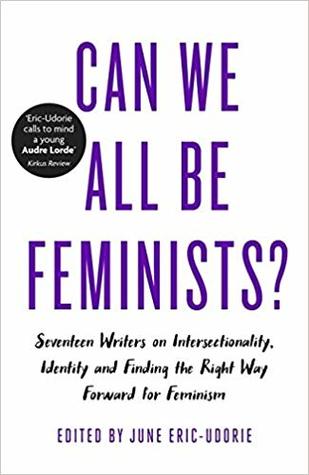 CAN WE
ALL BE
FEMINISTS?
'Eric-Udorie
calls to mind
a young
Audre Lorde'
Kirkus Review
Seventeen Writers on Intersectionality,
Identity and Finding the Right Way
Forward for Feminism
EDITED BY JUNE ERIC-UDORIE